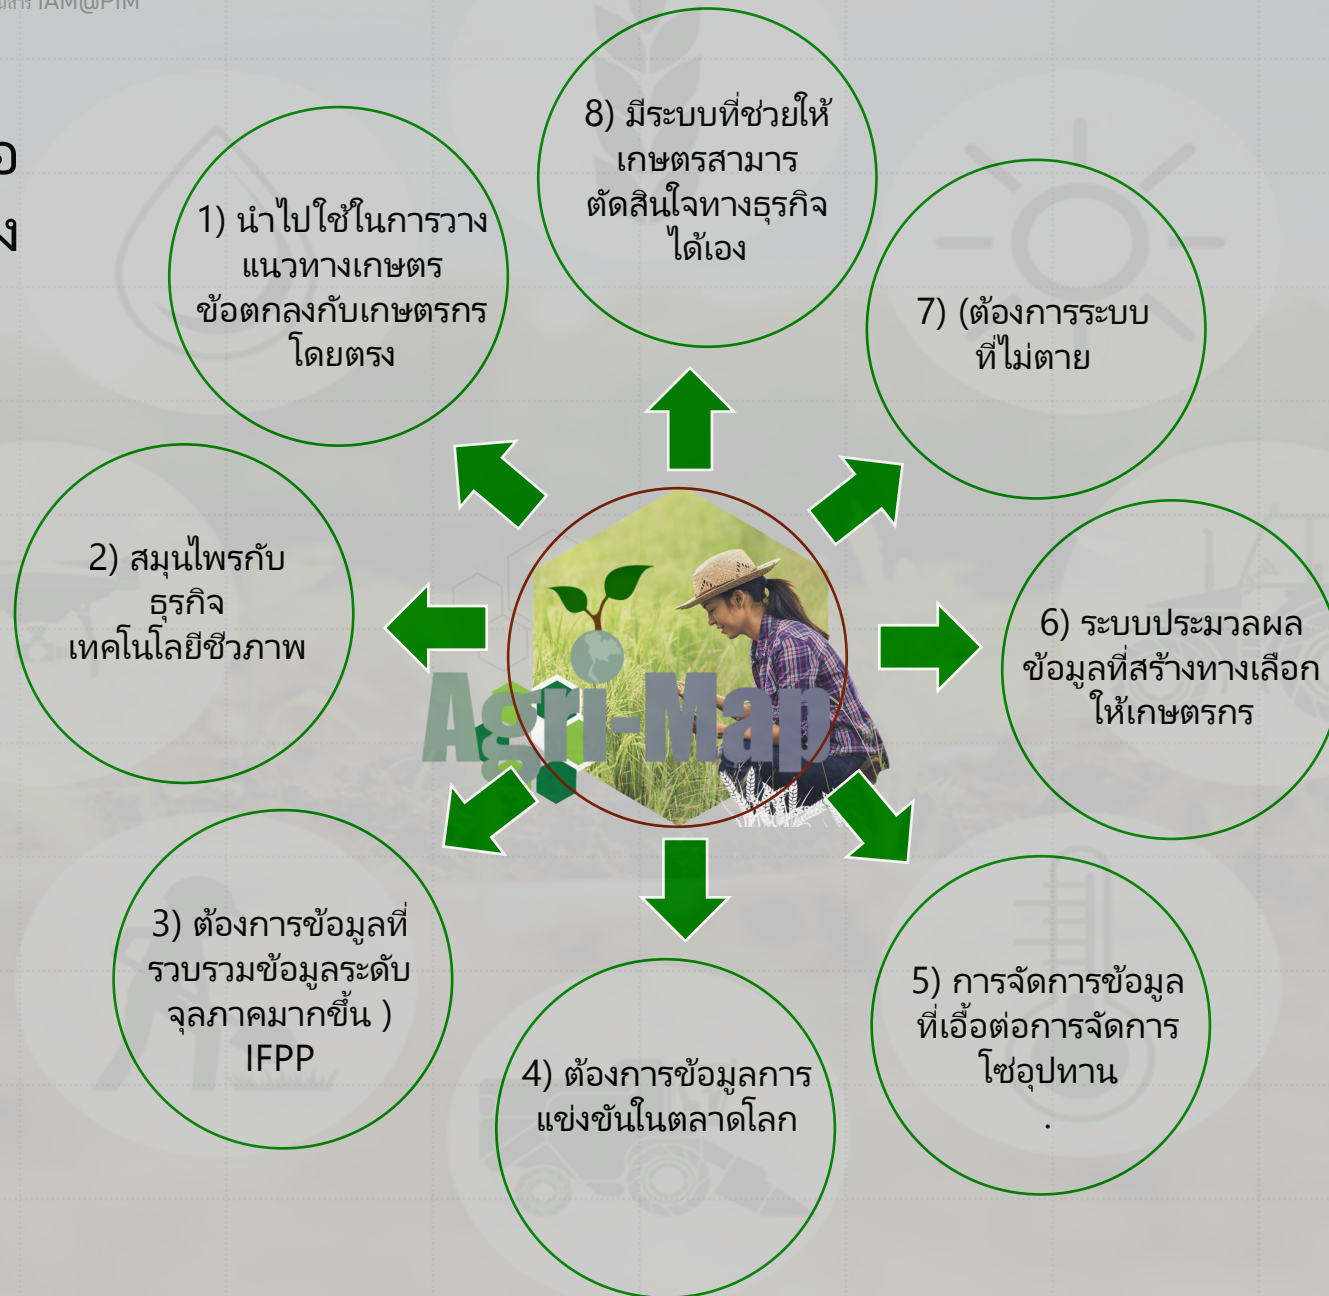 IAM@PIM
8) มีระบบที่ช่วยให้
เกษตรสามาร
ตัดสินใจทางธุรกิจ
ได้เอง
1) นำไปใช้ในการวาง
แนวทางเกษตร
ข้อตกลงกับเกษตรกร
โดยตรง
7) (ต้องการระบบ
ที่ไม่ตาย
2) สมุนไพรกับ
ธุรกิจ
เทคโนโลยีชีวภาพ
6) ระบบประมวลผล
ข้อมูลที่สร้างทางเลือก
ให้เกษตรกร
Agri-Map
3) ต้องการข้อมูลที่
รวบรวมข้อมูลระดับ
จุลภาคมากขึ้น )
IFPP
5) การจัดการข้อมูล
ที่เอื้อต่อการจัดการ
โซ่อุปทาน
.
4) ต้องการข้อมูลการ
แข่งขันในตลาดโลก